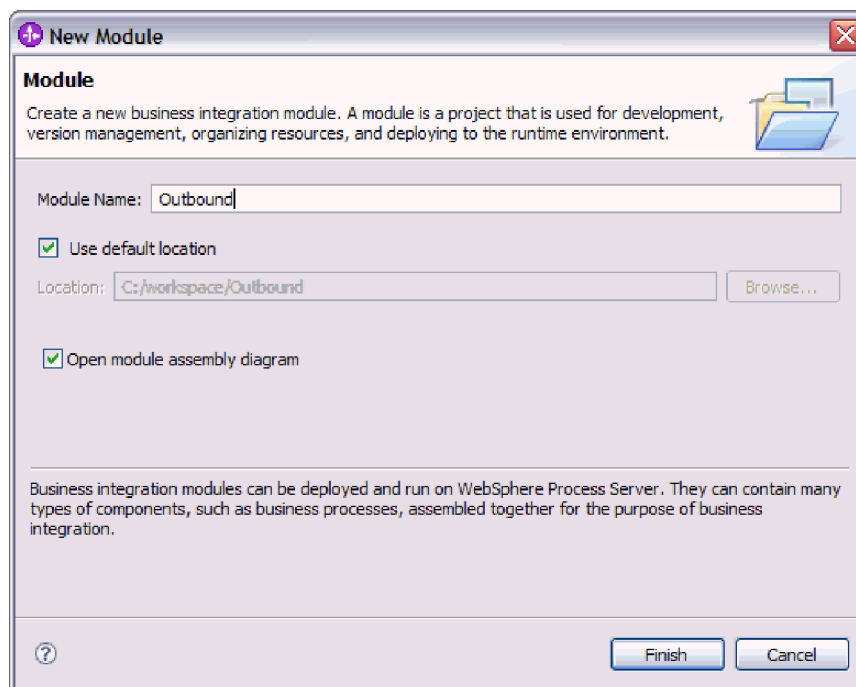 New Module
Module
Create a new business integration module. A module is a project that is used for development,
version management, organizing resources, and deploying to the runtime environment.
Module Name: Outbound
Use default location
Location: C:/workspace/Outbound Browse...
Open module assembly diagram
Business integration modules can be deployed and run on WebSphere Process Server. They can contain many
types of components, such as business processes, assembled together for the purpose of business
integration.
? Finish Cancel